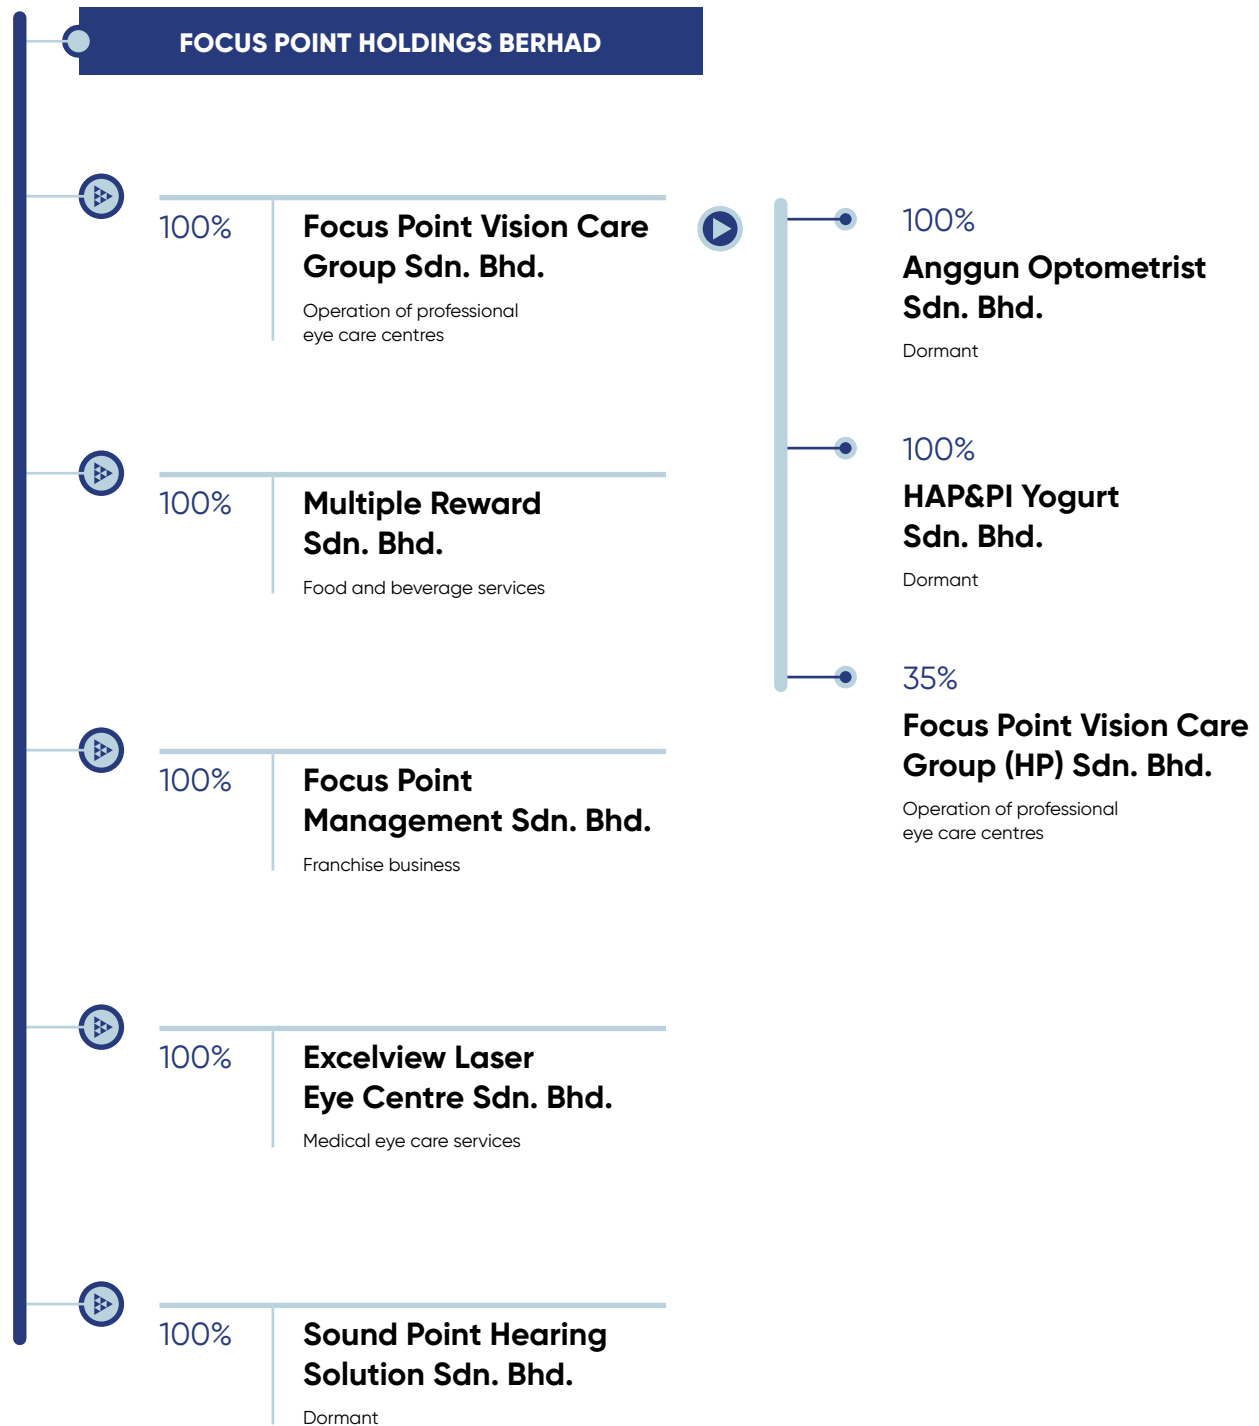 FOCUS POINT HOLDINGS BERHAD
100%
Focus Point Vision Care
Group Sdn. Bhd.
Operation of professional
eye care centres
100%
Anggun Optometrist
Sdn. Bhd.
Dormant
100%
HAP&PI Yogurt
Sdn. Bhd.
Dormant
35%
Focus Point Vision Care
Group (HP) Sdn. Bhd.
Operation of professional
eye care centres
100%
Multiple Reward
Sdn. Bhd.
Food and beverage services
100%
Focus Point
Management Sdn. Bhd.
Franchise business
100%
Excelview Laser
Eye Centre Sdn. Bhd.
Medical eye care services
100%
Sound Point Hearing
Solution Sdn. Bhd.
Dormant